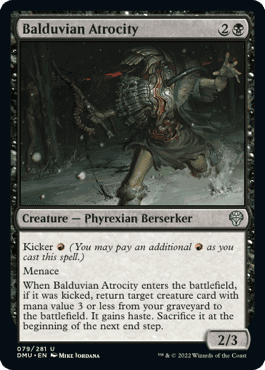 Balduvian Atrocity 2
Creature — Phyrexian Berserker
Kicker (You may pay an additional as you
cast this spell.)
Menace
When Balduvian Atrocity enters the battlefield,
if it was kicked, return target creature card with
mana value 3 or less from your graveyard to
the battlefield. It gains haste. Sacrifice it at the
beginning of the next end step.
2/3
079/281 U
DMU • EN Mike Jordana
™ & © 2022 Wizards of the Coast